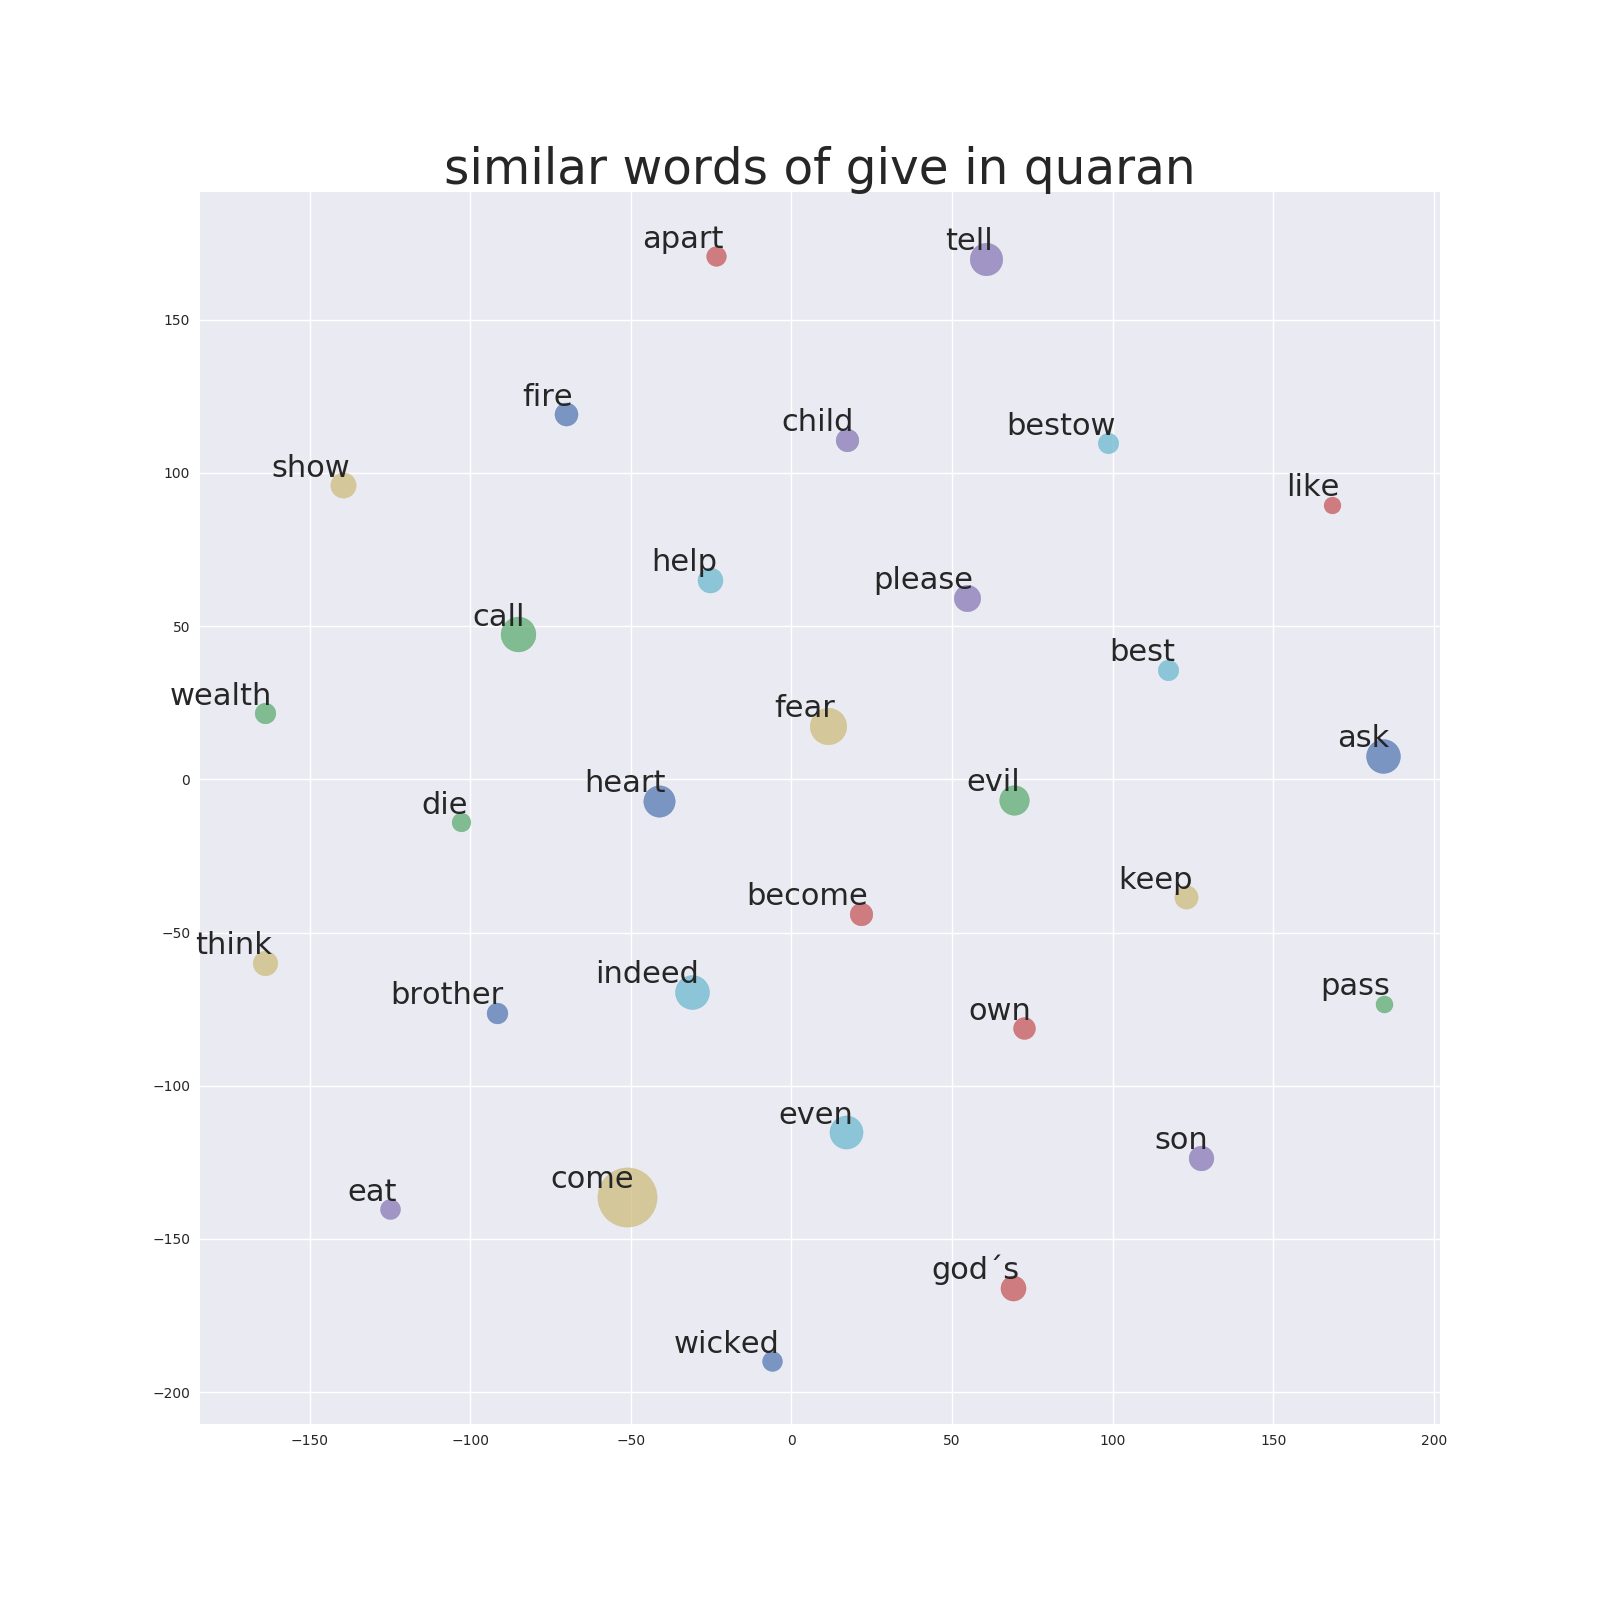 similar words of give in quaran
apart
tell
150
fire
child
bestow
show
100
like
help
please
call
50
best
wealth
fear
ask
0
heart
evil
die
keep
become
−50
think
indeed
brother
pass
own
−100
even
son
come
eat
−150
god´s
wicked
−200
−150 −100 −50 0 50 100 150 200